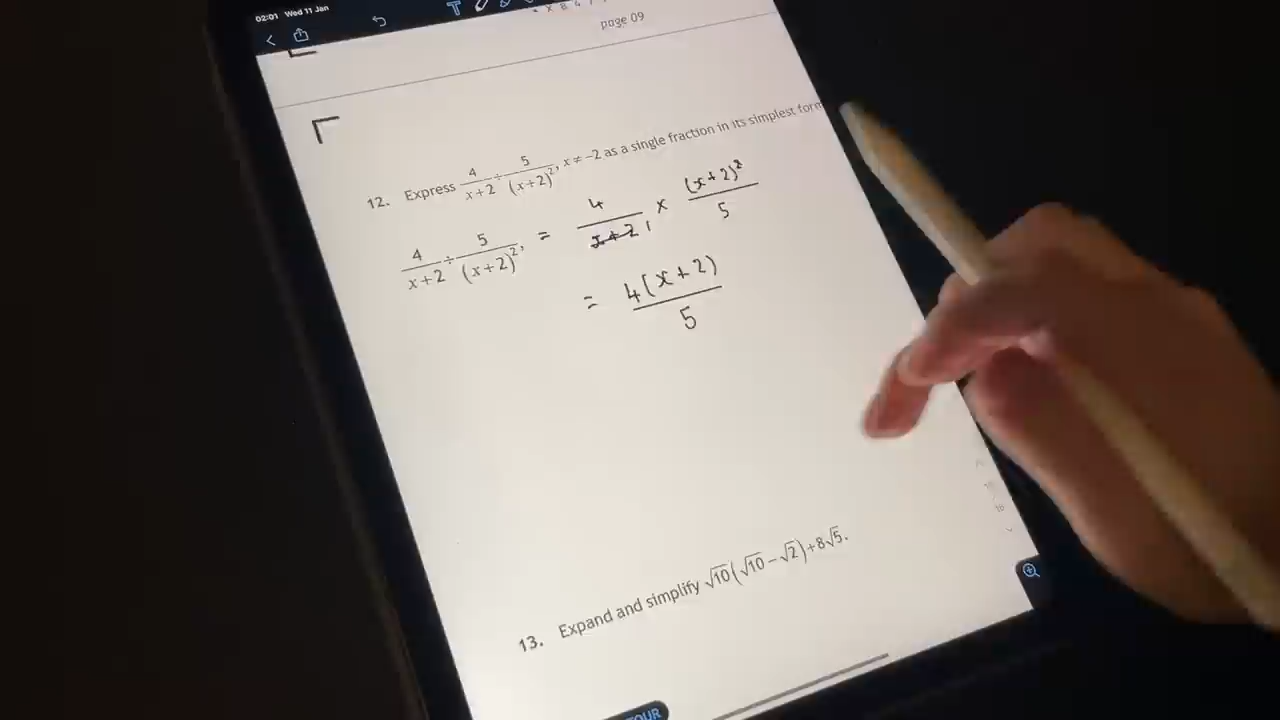 02:01 Wed 11 Jan
page 09
12. Express 4/(x+2) ÷ 5/(x+2)², x ≠ −2 as a single fraction in its simplest form
4/(x+2) ÷ 5/(x+2)², = 4/(x+2) 1 × (x+2)²/5
= 4(x+2)/5
13. Expand and simplify √10(√10 − √2)+8√5.